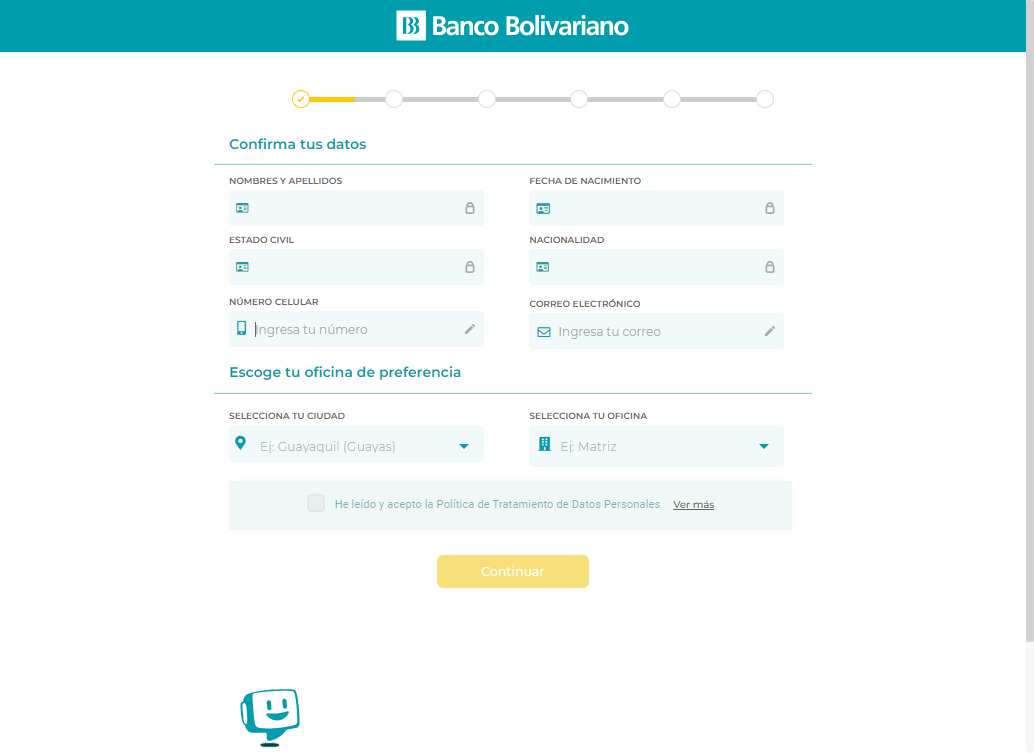 Banco Bolivariano
Confirma tus datos
NOMBRES Y APELLIDOS
FECHA DE NACIMIENTO
ESTADO CIVIL
NACIONALIDAD
NÚMERO CELULAR
CORREO ELECTRÓNICO
Ingresa tu número
Ingresa tu correo
Escoge tu oficina de preferencia
SELECCIONA TU CIUDAD
SELECCIONA TU OFICINA
Ej: Guayaquil (Guayas)
Ej: Matriz
He leído y acepto la Política de Tratamiento de Datos Personales Ver más
Continuar